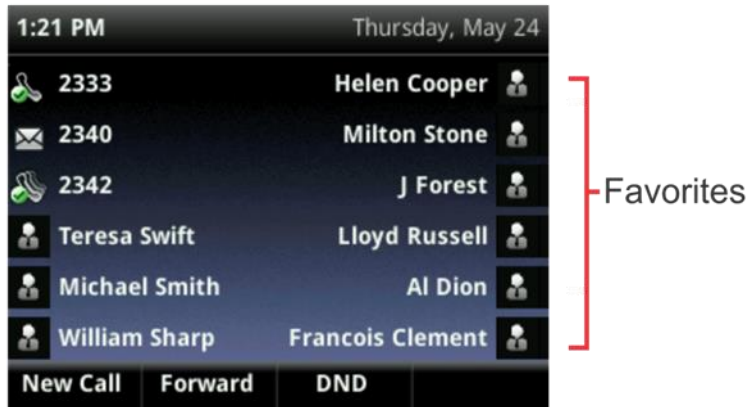 1:21 PM Thursday, May 24
2333 Helen Cooper
2340 Milton Stone
2342 J Forest
Teresa Swift Lloyd Russell
Michael Smith Al Dion
William Sharp Francois Clement
New Call Forward DND
Favorites